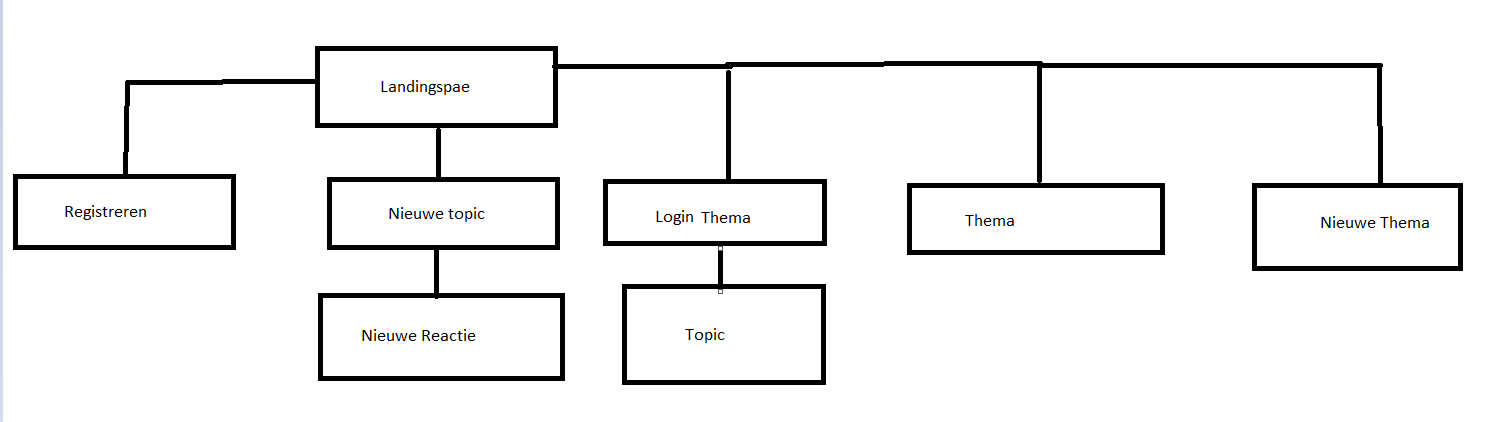 Landingspae
Registreren
Nieuwe topic
Login Thema
Thema
Nieuwe Thema
Nieuwe Reactie
Topic